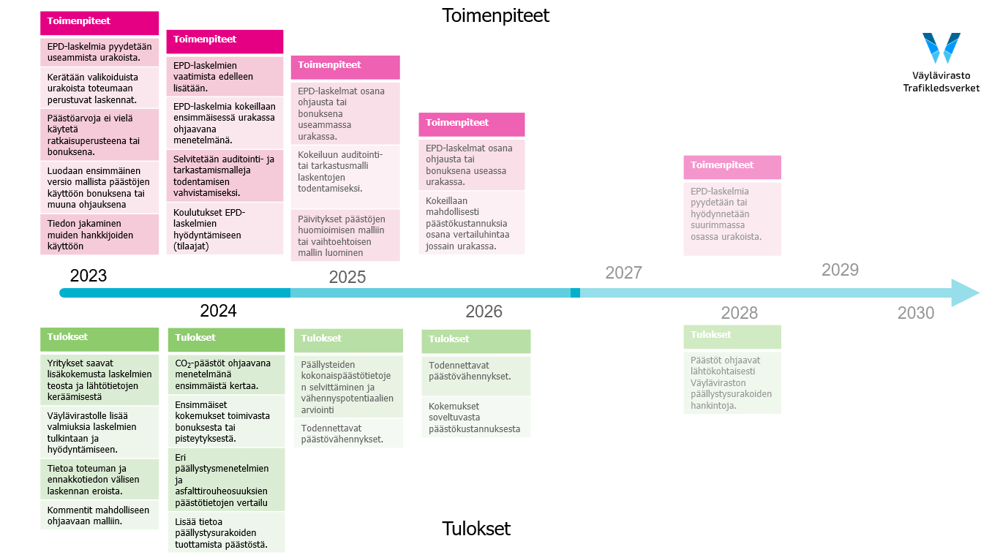 Toimenpiteet
Väylävirasto
Trafikledsverket
Toimenpiteet
EPD-laskelmia pyydetään
useammista urakoista.
Kerätään valikoiduista
urakoista toteumaan
perustuvat laskennat.
Päästöarvoja ei vielä
käytetä
ratkaisuperusteena tai
bonuksena.
Luodaan ensimmäinen
versio mallista päästöjen
käyttöön bonuksena tai
muuna ohjauksena
Tiedon jakaminen
muiden hankkijoiden
käyttöön
Toimenpiteet
EPD-laskelmien
vaatimista edelleen
lisätään.
EPD-laskelmia kokeillaan
ensimmäisessä urakassa
ohjaavana
menetelmänä.
Selvitetään auditointi- ja
tarkastamismalleja
todentamisen
vahvistamiseksi.
Koulutukset EPD-
laskelmien
hyödyntämiseen
(tilaajat)
Toimenpiteet
EPD-laskelmat osana
ohjausta tai
bonuksena
useammassa
urakassa.
Kokeiluun auditointi-
tai tarkastusmalli
laskentojen
todentamiseksi.
Päivitykset päästöjen
huomioimisen malliin
tai vaihtoehtoisen
mallin luominen
Toimenpiteet
EPD-laskelmat osana
ohjausta tai
bonuksena useassa
urakassa.
Kokeillaan
mahdollisesti
päästökustannuksia
osana vertailuhintaa
jossain urakassa.
Toimenpiteet
EPD-laskelmia
pyydetään tai
hyödynnetään
suurimmassa
osassa urakoista.
2023
2025
2027
2029
2024
2026
2028
2030
Tulokset
Yritykset saavat
lisäkokemusta laskelmien
teosta ja lähtötietojen
keräämisestä
Väylävirastolle lisää
valmiuksia laskelmien
tulkintaan ja
hyödyntämiseen.
Tietoa toteuman ja
ennakkotiedon välisen
laskennan eroista.
Kommentit mahdolliseen
ohjaavaan malliin.
Tulokset
CO₂-päästöt ohjaavana
menetelmänä
ensimmäistä kertaa.
Ensimmäiset
kokemukset toimivasta
bonuksesta tai
pisteytyksestä.
Eri
päällystysmenetelmien
ja
asfalttirouheosuuksien
päästötietojen vertailu
Lisää tietoa
päällystysurakoiden
tuottamista päästöstä.
Tulokset
Päällysteiden
kokonaispäästötietoje
n selvittäminen ja
vähennyspotentiaalien
arviointi
Todennettavat
päästövähennykset.
Tulokset
Todennettavat
päästövähennykset.
Kokemukset
soveltuvasta
päästökustannuksesta
Tulokset
Päästöt ohjaavat
lähtökohtaisesti
Väyläviraston
päällystysurakoiden
hankintoja.
Tulokset